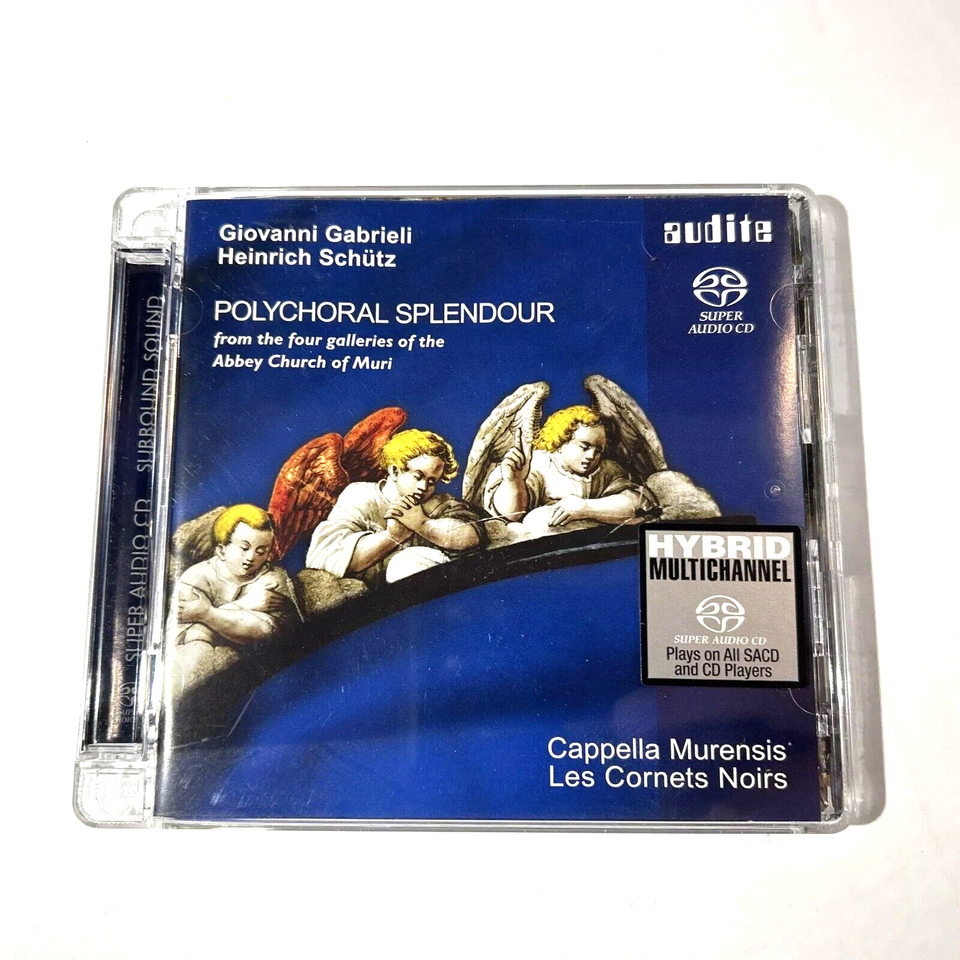 Giovanni Gabrieli
Heinrich Schütz
audite
SUPER
AUDIO CD
POLYCHORAL SPLENDOUR
from the four galleries of the
Abbey Church of Muri
SUPER AUDIO CD SURROUND SOUND
HYBRID
MULTICHANNEL
SUPER AUDIO CD
Plays on All SACD
and CD Players
Cappella Murensis
Les Cornets Noirs